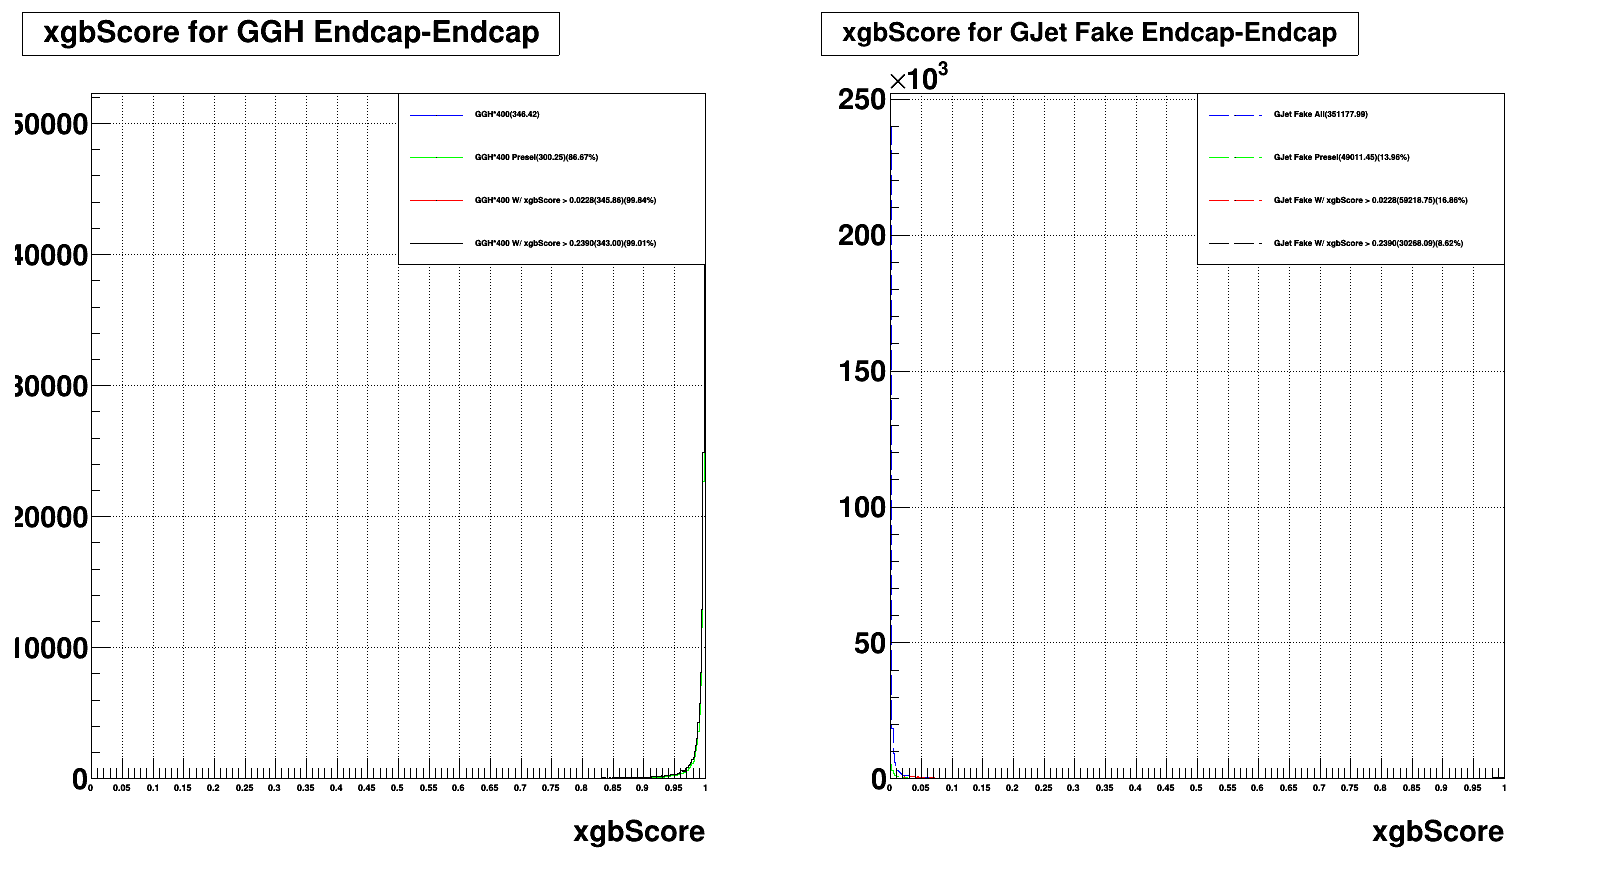 xgbScore for GGH Endcap-Endcap
GGH*400(346.42)
GGH*400 Presel(300.25)(86.67%)
GGH*400 W/ xgbScore > 0.0228(345.86)(99.84%)
GGH*400 W/ xgbScore > 0.2390(343.00)(99.01%)
50000
40000
30000
20000
10000
0
0 0.05 0.1 0.15 0.2 0.25 0.3 0.35 0.4 0.45 0.5 0.55 0.6 0.65 0.7 0.75 0.8 0.85 0.9 0.95 1
xgbScore
xgbScore for GJet Fake Endcap-Endcap
×10³
GJet Fake All(351177.99)
GJet Fake Presel(49011.45)(13.96%)
GJet Fake W/ xgbScore > 0.0228(59218.75)(16.86%)
GJet Fake W/ xgbScore > 0.2390(30268.09)(8.62%)
250
200
150
100
50
0
0 0.05 0.1 0.15 0.2 0.25 0.3 0.35 0.4 0.45 0.5 0.55 0.6 0.65 0.7 0.75 0.8 0.85 0.9 0.95 1
xgbScore